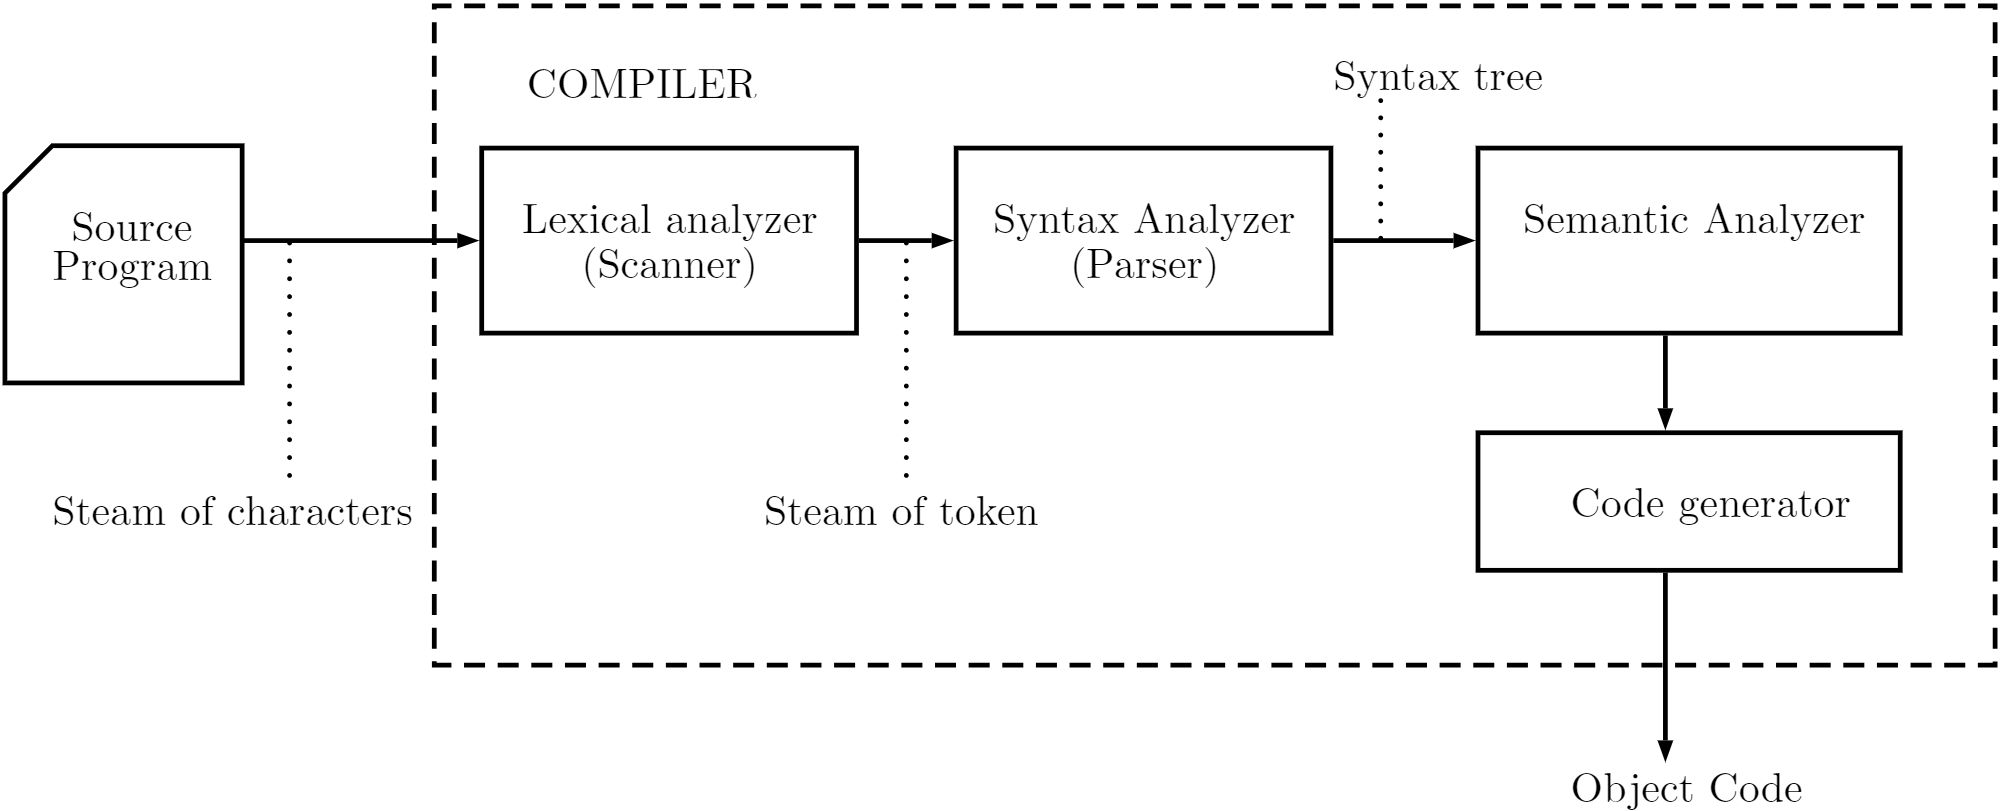 COMPILER
Syntax tree
Source
Program
Lexical analyzer
(Scanner)
Syntax Analyzer
(Parser)
Semantic Analyzer
Steam of characters
Steam of token
Code generator
Object Code